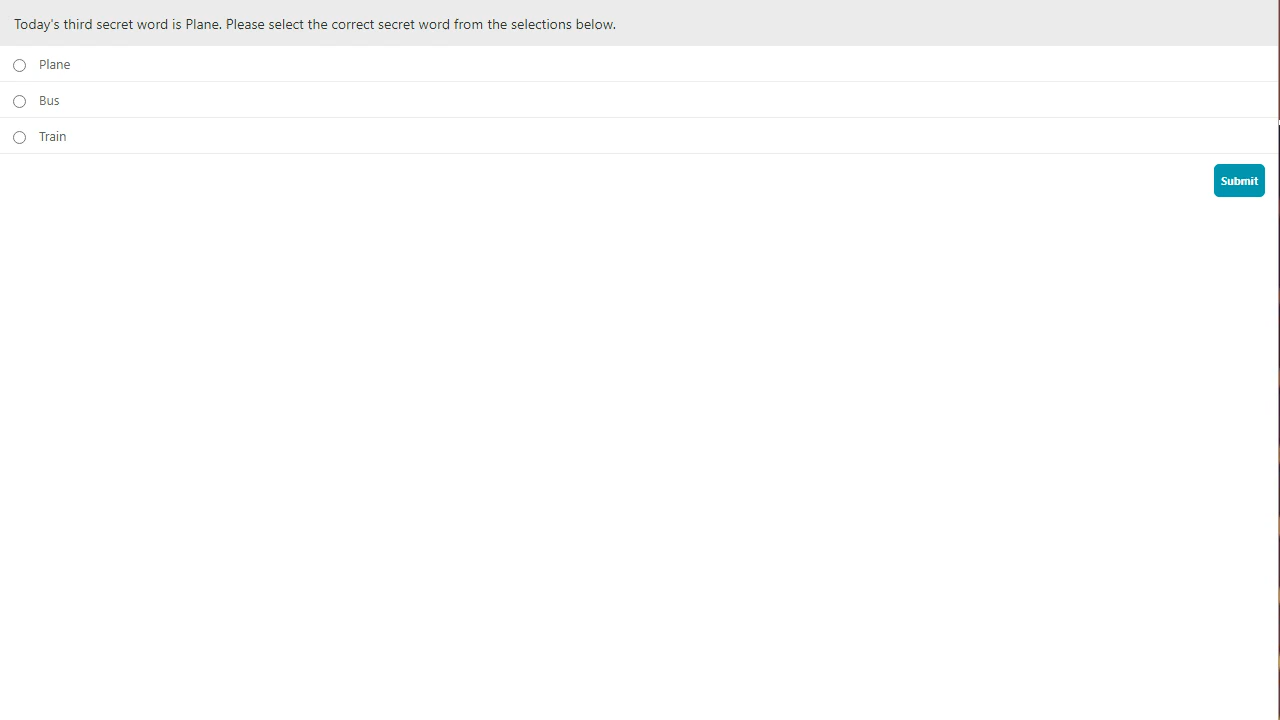 Today's third secret word is Plane. Please select the correct secret word from the selections below.
Plane
Bus
Train
Submit